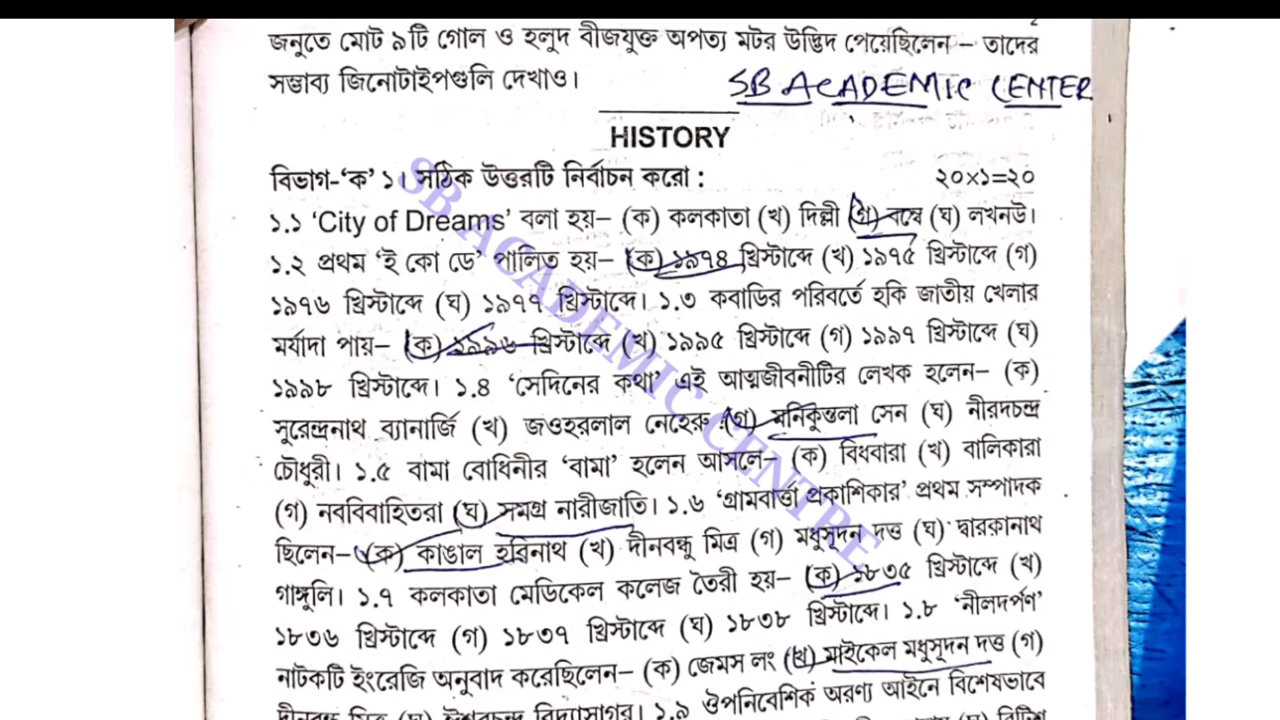 জনুতে মোট ৯টি গোল ও হলুদ বীজযুক্ত অপত্য মটর উদ্ভিদ পেয়েছিলেন – তাদের
সম্ভাব্য জিনোটাইপগুলি দেখাও।
SB ACADEMIC CENTER
HISTORY
বিভাগ-‘ক’ ১। সঠিক উত্তরটি নির্বাচন করো : ২০×১=২০
১.১ ‘City of Dreams’ বলা হয়– (ক) কলকাতা (খ) দিল্লী (গ) বম্বে (ঘ) লখনউ।
১.২ প্রথম ‘ই কো ডে’ পালিত হয়– (ক) ১৯৭৪ খ্রিস্টাব্দে (খ) ১৯৭৫ খ্রিস্টাব্দে (গ)
১৯৭৬ খ্রিস্টাব্দে (ঘ) ১৯৭৭ খ্রিস্টাব্দে। ১.৩ কবাডির পরিবর্তে হকি জাতীয় খেলার
মর্যাদা পায়– (ক) ১৯৯৬ খ্রিস্টাব্দে (খ) ১৯৯৫ খ্রিস্টাব্দে (গ) ১৯৯৭ খ্রিস্টাব্দে (ঘ)
১৯৯৮ খ্রিস্টাব্দে। ১.৪ ‘সেদিনের কথা’ এই আত্মজীবনীটির লেখক হলেন– (ক)
সুরেন্দ্রনাথ ব্যানার্জি (খ) জওহরলাল নেহেরু (গ) মনিকুন্তলা সেন (ঘ) নীরদচন্দ্র
চৌধুরী। ১.৫ বামা বোধিনীর ‘বামা’ হলেন আসলে– (ক) বিধবারা (খ) বালিকারা
(গ) নববিবাহিতরা (ঘ) সমগ্র নারীজাতি। ১.৬ ‘গ্রামবার্ত্তা প্রকাশিকার’ প্রথম সম্পাদক
ছিলেন– (ক) কাঙাল হরিনাথ (খ) দীনবন্ধু মিত্র (গ) মধুসূদন দত্ত (ঘ) দ্বারকানাথ
গাঙ্গুলি। ১.৭ কলকাতা মেডিকেল কলেজ তৈরী হয়– (ক) ১৮৩৫ খ্রিস্টাব্দে (খ)
১৮৩৬ খ্রিস্টাব্দে (গ) ১৮৩৭ খ্রিস্টাব্দে (ঘ) ১৮৩৮ খ্রিস্টাব্দে। ১.৮ ‘নীলদর্পণ’
নাটকটি ইংরেজি অনুবাদ করেছিলেন– (ক) জেমস লং (খ) মাইকেল মধুসূদন দত্ত (গ)
দীনবন্ধু মিত্র (ঘ) ঈশ্বরচন্দ্র বিদ্যাসাগর। ১.৯ ঔপনিবেশিক অরণ্য আইনে বিশেষভাবে
SB ACADEMIC CENTRE